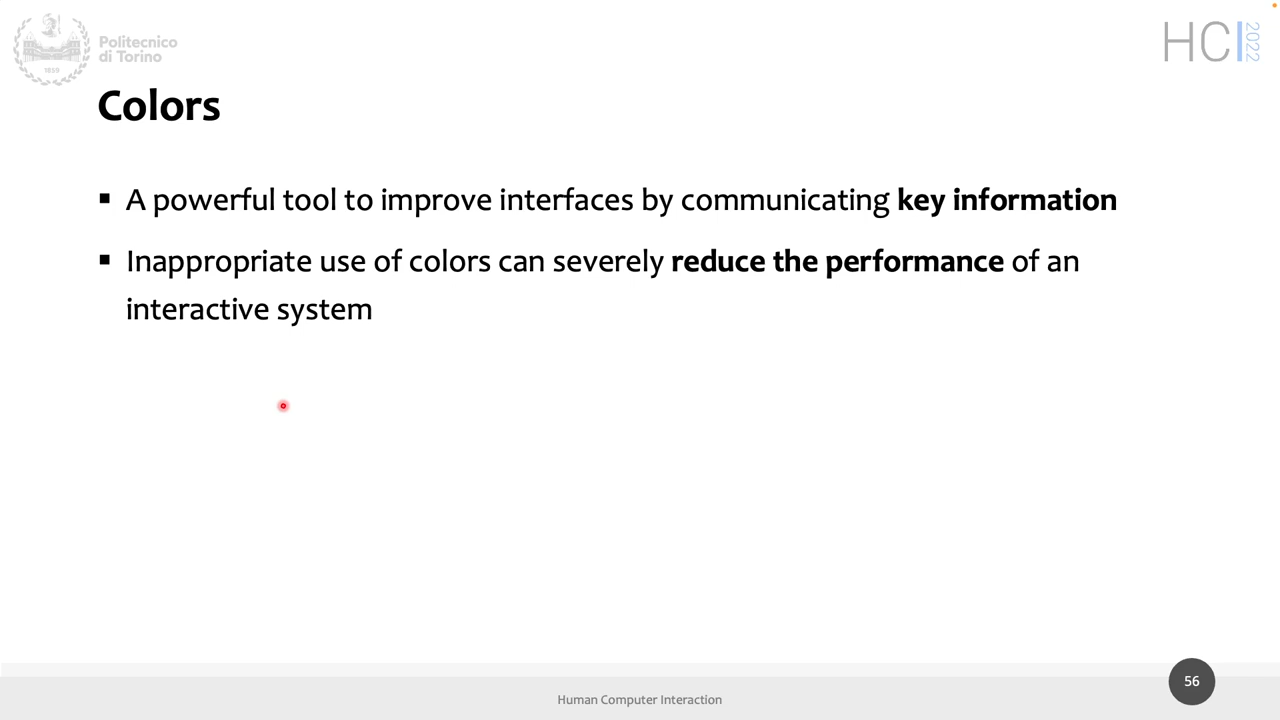 Politecnico
di Torino
1859
HCI 2022
Colors
▪ A powerful tool to improve interfaces by communicating key information
▪ Inappropriate use of colors can severely reduce the performance of an
interactive system
56
Human Computer Interaction